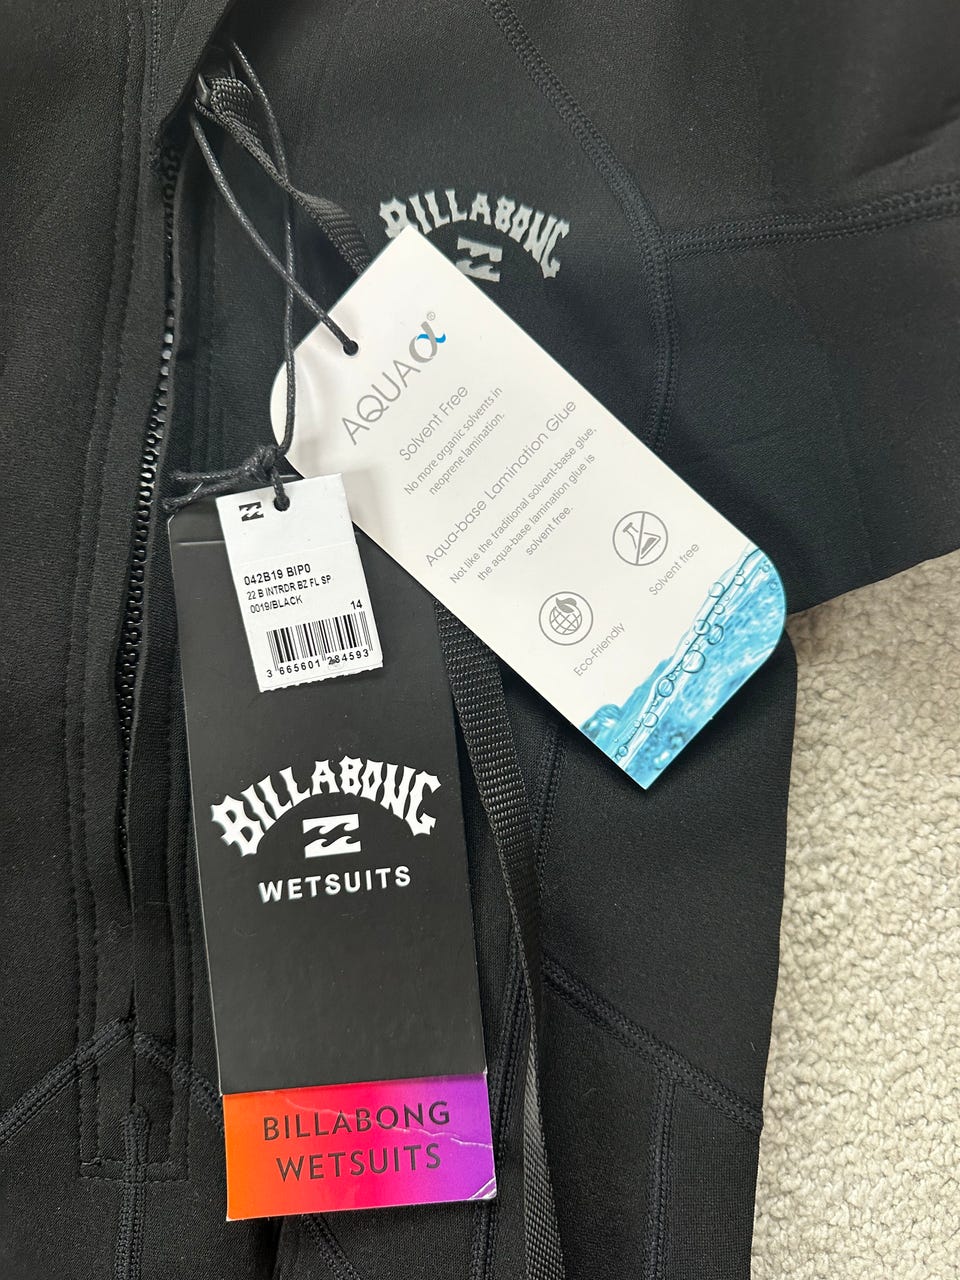 BILLABONG
AQUA α®
Solvent Free
No more organic solvents in
neoprene lamination.
Aqua-base Lamination Glue
Not like the traditional solvent-base glue,
the aqua-base lamination glue is
solvent free.
Solvent free
Eco-Friendly
042B19 BIP0
22 B INTRDR BZ FL SP
0019/BLACK
14
3 665601 284593
BILLABONG
WETSUITS
BILLABONG
WETSUITS